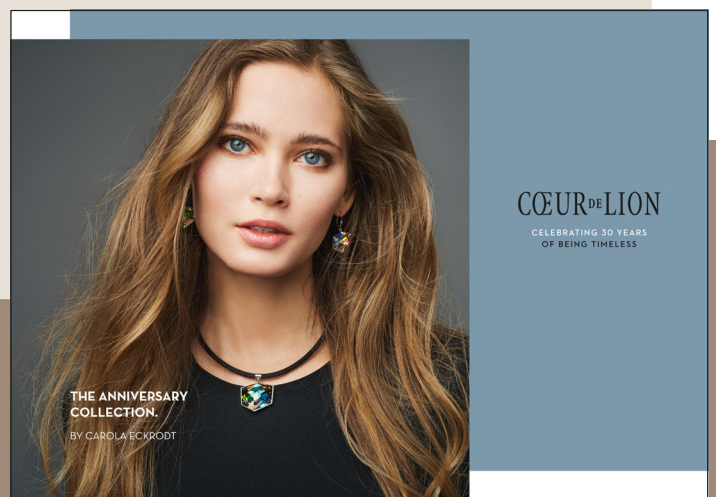 CŒURDELION
CELEBRATING 30 YEARS
OF BEING TIMELESS
THE ANNIVERSARY
COLLECTION.
BY CAROLA ECKRODT